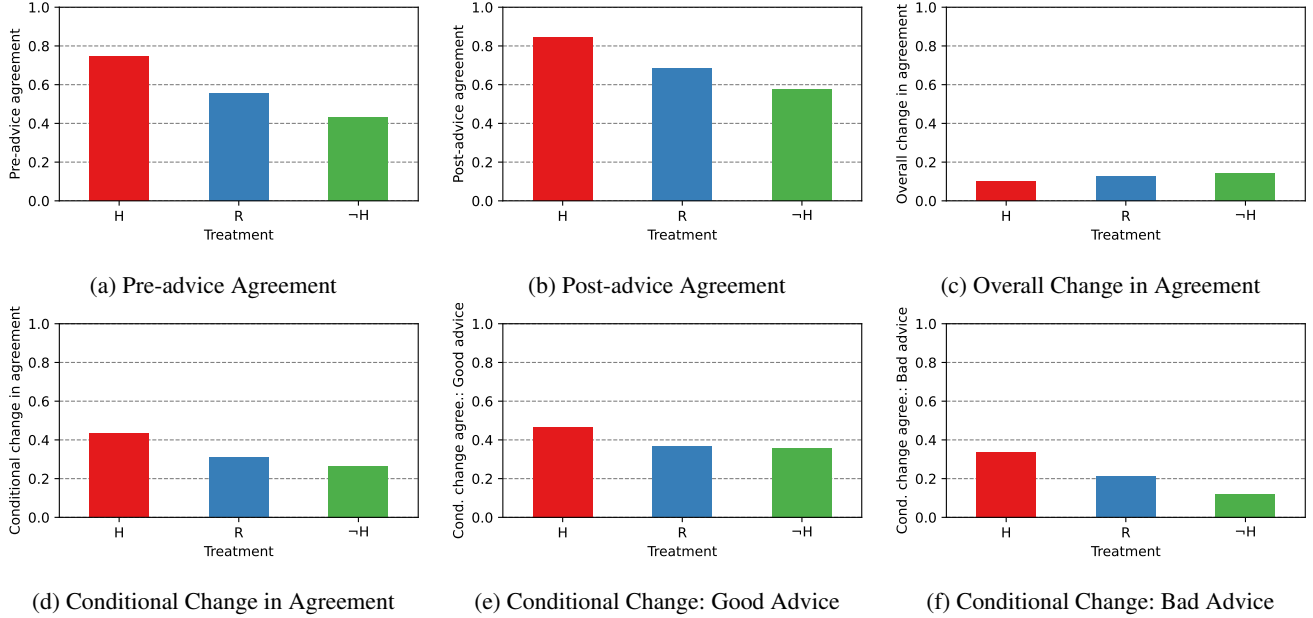 1.0
0.8
0.6
0.4
0.2
0.0
Pre-advice agreement
H R ¬H
Treatment
(a) Pre-advice Agreement
1.0
0.8
0.6
0.4
0.2
0.0
Post-advice agreement
H R ¬H
Treatment
(b) Post-advice Agreement
1.0
0.8
0.6
0.4
0.2
0.0
Overall change in agreement
H R ¬H
Treatment
(c) Overall Change in Agreement
1.0
0.8
0.6
0.4
0.2
0.0
Conditional change in agreement
H R ¬H
Treatment
(d) Conditional Change in Agreement
1.0
0.8
0.6
0.4
0.2
0.0
Cond. change agree.: Good advice
H R ¬H
Treatment
(e) Conditional Change: Good Advice
1.0
0.8
0.6
0.4
0.2
0.0
Cond. change agree.: Bad advice
H R ¬H
Treatment
(f) Conditional Change: Bad Advice